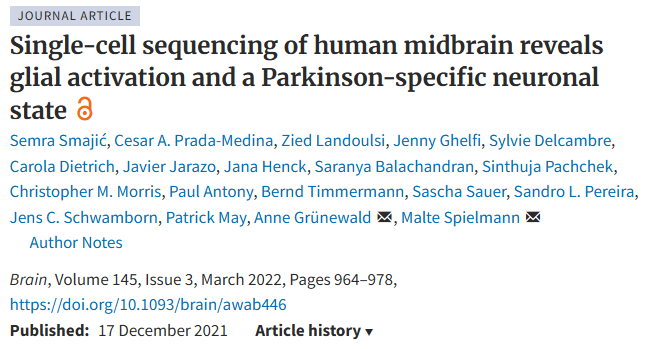 JOURNAL ARTICLE
Single-cell sequencing of human midbrain reveals
glial activation and a Parkinson-specific neuronal
state
Semra Smajić, Cesar A. Prada-Medina, Zied Landoulsi, Jenny Ghelfi, Sylvie Delcambre,
Carola Dietrich, Javier Jarazo, Jana Henck, Saranya Balachandran, Sinthuja Pachchek,
Christopher M. Morris, Paul Antony, Bernd Timmermann, Sascha Sauer, Sandro L. Pereira,
Jens C. Schwamborn, Patrick May, Anne Grünewald, Malte Spielmann
Author Notes
Brain, Volume 145, Issue 3, March 2022, Pages 964–978,
https://doi.org/10.1093/brain/awab446
Published: 17 December 2021 Article history